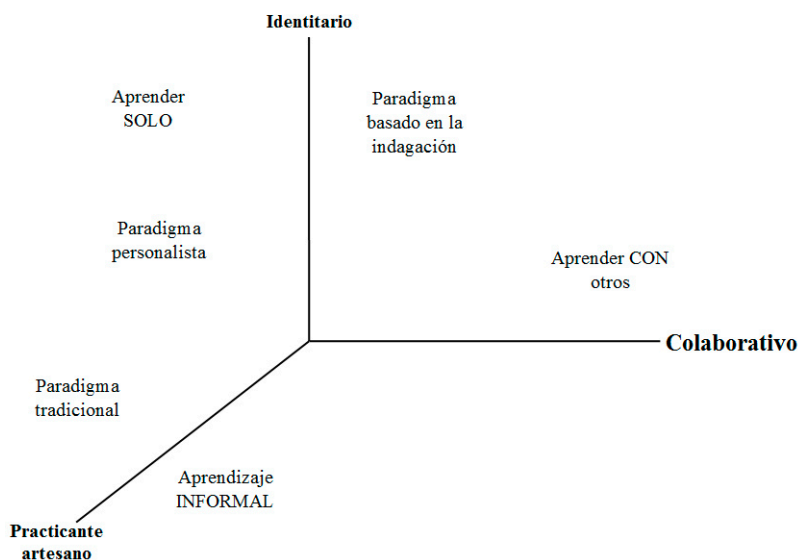 Identitario
Aprender
SOLO
Paradigma
basado en la
indagación
Paradigma
personalista
Aprender CON
otros
Colaborativo
Paradigma
tradicional
Aprendizaje
INFORMAL
Practicante
artesano